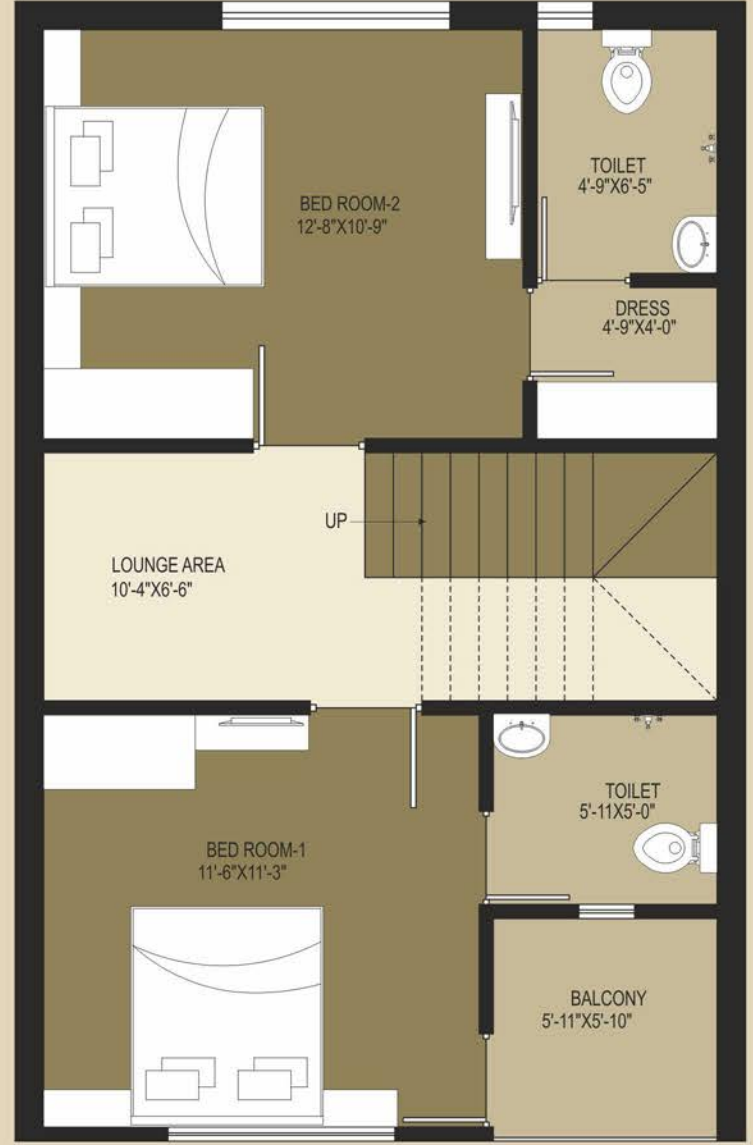 TOILET
4'-9"X6'-5"
BED ROOM-2
12'-8"X10'-9"
DRESS
4'-9"X4'-0"
UP
LOUNGE AREA
10'-4"X6'-6"
TOILET
5'-11X5'-0"
BED ROOM-1
11'-6"X11'-3"
BALCONY
5'-11"X5'-10"